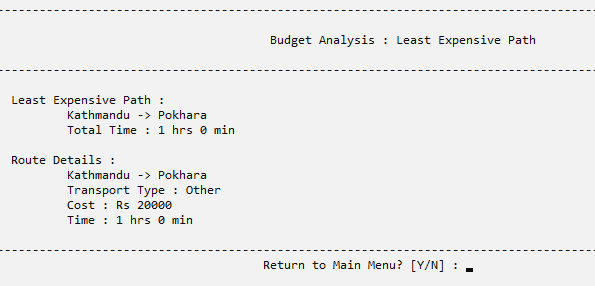 Budget Analysis : Least Expensive Path
Least Expensive Path :
Kathmandu -> Pokhara
Total Time : 1 hrs 0 min
Route Details :
Kathmandu -> Pokhara
Transport Type : Other
Cost : Rs 20000
Time : 1 hrs 0 min
Return to Main Menu? [Y/N] :